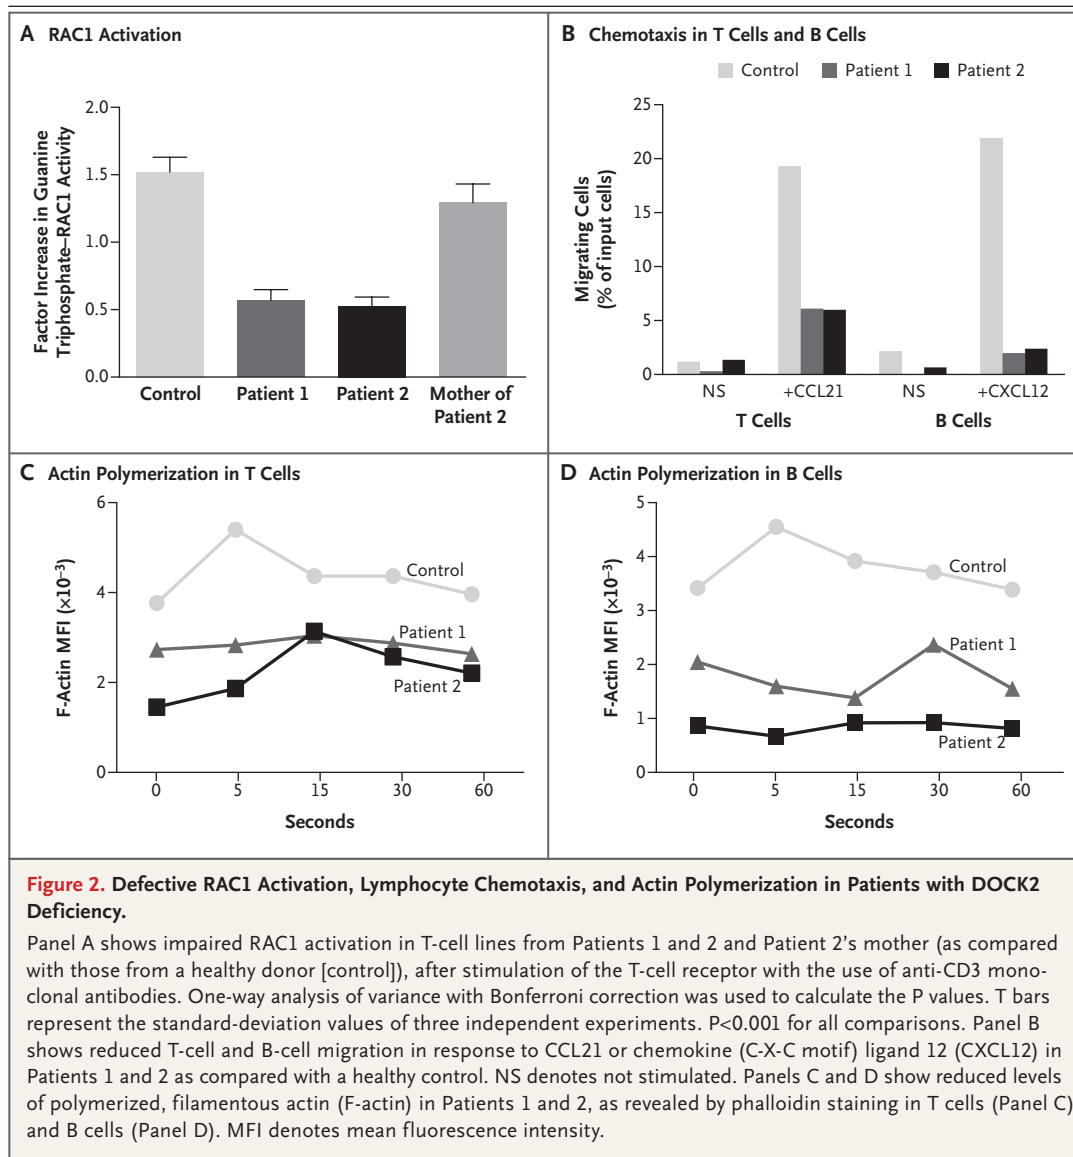 A RAC1 Activation
Factor Increase in Guanine
Triphosphate–RAC1 Activity
2.0
1.5
1.0
0.5
0.0
Control
Patient 1
Patient 2
Mother of
Patient 2
B Chemotaxis in T Cells and B Cells
Control
Patient 1
Patient 2
Migrating Cells
(% of input cells)
25
20
15
10
5
0
NS
+CCL21
NS
+CXCL12
T Cells
B Cells
C Actin Polymerization in T Cells
F-Actin MFI (×10⁻³)
6
4
2
0
Control
Patient 1
Patient 2
0
5
15
30
60
Seconds
D Actin Polymerization in B Cells
F-Actin MFI (×10⁻³)
5
4
3
2
1
0
Control
Patient 1
Patient 2
0
5
15
30
60
Seconds
Figure 2. Defective RAC1 Activation, Lymphocyte Chemotaxis, and Actin Polymerization in Patients with DOCK2
Deficiency.
Panel A shows impaired RAC1 activation in T-cell lines from Patients 1 and 2 and Patient 2's mother (as compared
with those from a healthy donor [control]), after stimulation of the T-cell receptor with the use of anti-CD3 mono-
clonal antibodies. One-way analysis of variance with Bonferroni correction was used to calculate the P values. T bars
represent the standard-deviation values of three independent experiments. P<0.001 for all comparisons. Panel B
shows reduced T-cell and B-cell migration in response to CCL21 or chemokine (C-X-C motif) ligand 12 (CXCL12) in
Patients 1 and 2 as compared with a healthy control. NS denotes not stimulated. Panels C and D show reduced levels
of polymerized, filamentous actin (F-actin) in Patients 1 and 2, as revealed by phalloidin staining in T cells (Panel C)
and B cells (Panel D). MFI denotes mean fluorescence intensity.